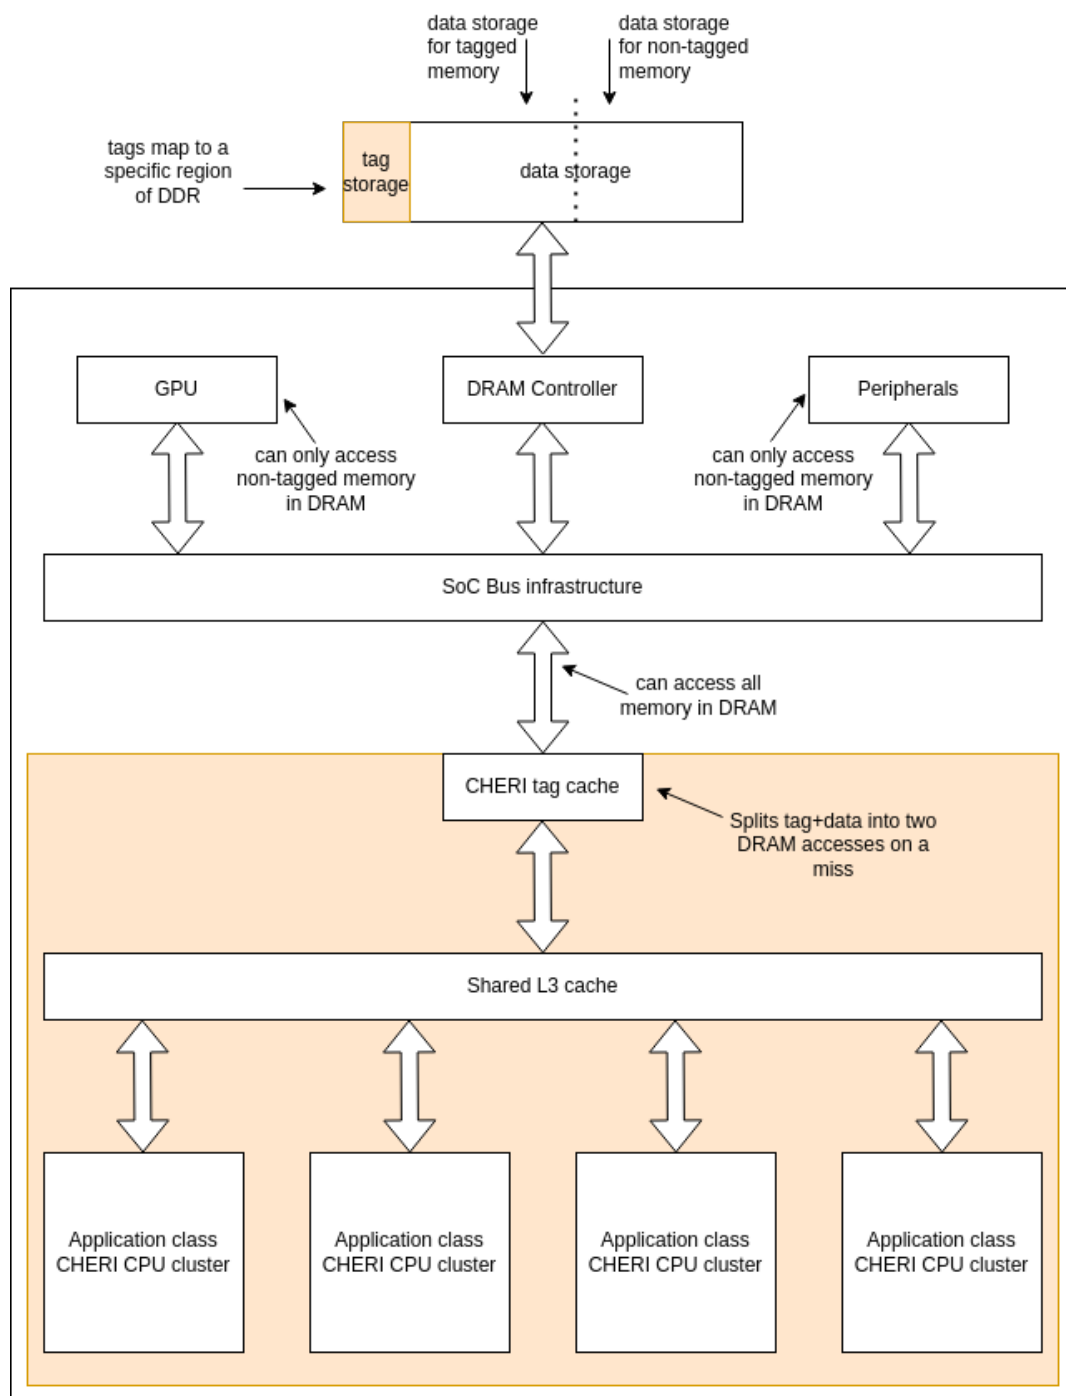 data storage
for tagged
memory
data storage
for non-tagged
memory
tags map to a
specific region
of DDR
tag
storage
data storage
GPU
DRAM Controller
Peripherals
can only access
non-tagged memory
in DRAM
can only access
non-tagged memory
in DRAM
SoC Bus infrastructure
can access all
memory in DRAM
CHERI tag cache
Splits tag+data into two
DRAM accesses on a
miss
Shared L3 cache
Application class
CHERI CPU cluster
Application class
CHERI CPU cluster
Application class
CHERI CPU cluster
Application class
CHERI CPU cluster